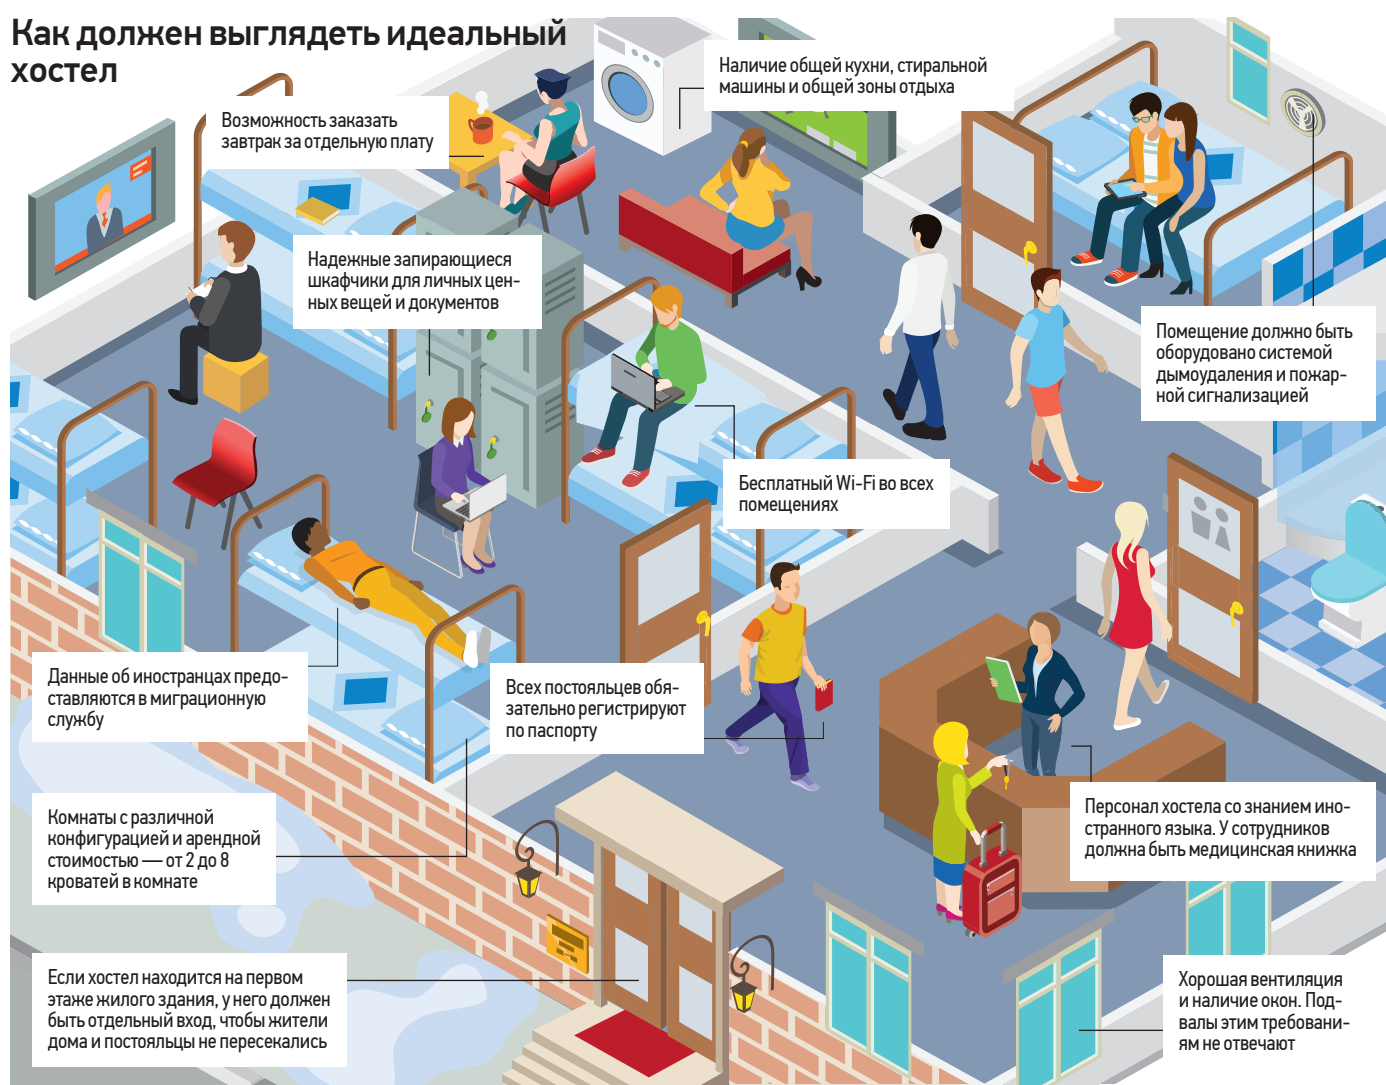 Как должен выглядеть идеальный
хостел
Возможность заказать
завтрак за отдельную плату
Наличие общей кухни, стиральной
машины и общей зоны отдыха
Надежные запирающиеся
шкафчики для личных цен-
ных вещей и документов
Помещение должно быть
оборудовано системой
дымоудаления и пожар-
ной сигнализацией
Бесплатный Wi-Fi во всех
помещениях
Данные об иностранцах предо-
ставляются в миграционную
службу
Всех постояльцев обя-
зательно регистрируют
по паспорту
Комнаты с различной
конфигурацией и арендной
стоимостью — от 2 до 8
кроватей в комнате
Персонал хостела со знанием ино-
странного языка. У сотрудников
должна быть медицинская книжка
Если хостел находится на первом
этаже жилого здания, у него должен
быть отдельный вход, чтобы жители
дома и постояльцы не пересекались
Хорошая вентиляция
и наличие окон. Под-
валы этим требовани-
ям не отвечают